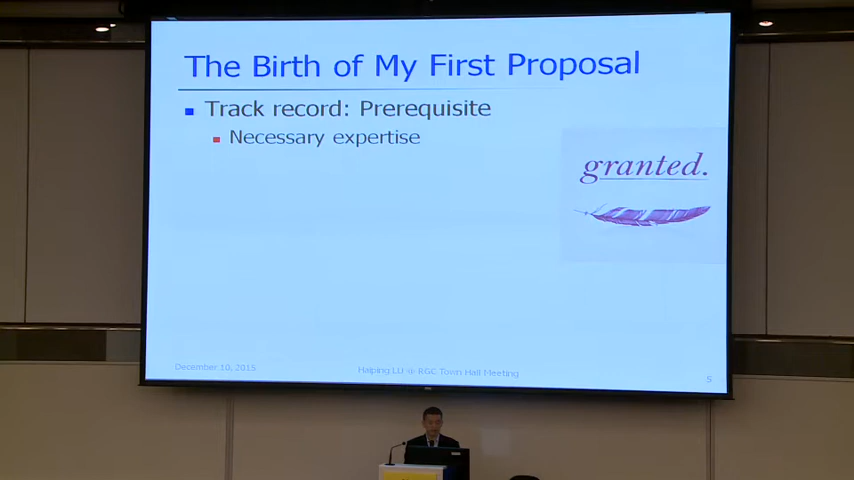 The Birth of My First Proposal
Track record: Prerequisite
Necessary expertise
granted.
December 10, 2015
Haiping LU @ RGC Town Hall Meeting
5